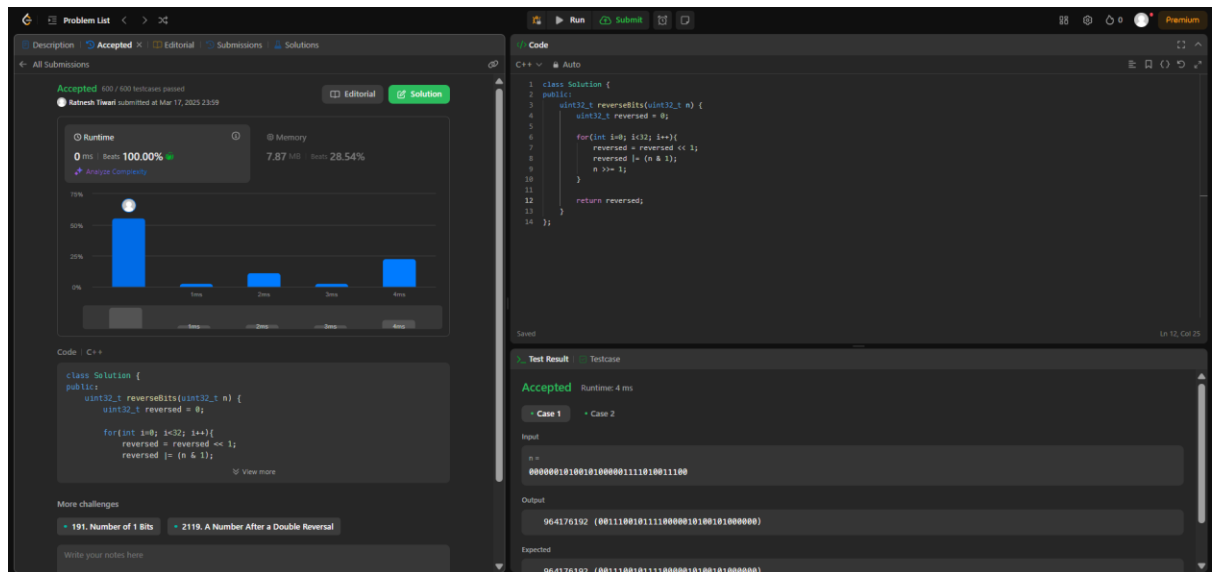 Problem List
Run
Submit
0
Premium
Description
Accepted
Editorial
Submissions
Solutions
All Submissions
Accepted 600 / 600 testcases passed
Ratnesh Tiwari submitted at Mar 17, 2025 23:59
Editorial
Solution
Runtime
0 ms Beats 100.00%
Analyze Complexity
Memory
7.87 MB Beats 28.54%
75%
50%
25%
0%
1ms 2ms 3ms 4ms
1ms 2ms 3ms 4ms
Code C++
class Solution {
public:
uint32_t reverseBits(uint32_t n) {
uint32_t reversed = 0;
for(int i=0; i<32; i++){
reversed = reversed << 1;
reversed |= (n & 1);
View more
More challenges
191. Number of 1 Bits
2119. A Number After a Double Reversal
Write your notes here
Code
C++ Auto
1 class Solution {
2 public:
3 uint32_t reverseBits(uint32_t n) {
4 uint32_t reversed = 0;
5
6 for(int i=0; i<32; i++){
7 reversed = reversed << 1;
8 reversed |= (n & 1);
9 n >>= 1;
10 }
11
12 return reversed;
13 }
14 };
Saved
Ln 12, Col 25
Test Result
Testcase
Accepted Runtime: 4 ms
Case 1 Case 2
Input
n =
00000010100101000001111010011100
Output
964176192 (00111001011110000010100101000000)
Expected
964176192 (00111001011110000010100101000000)